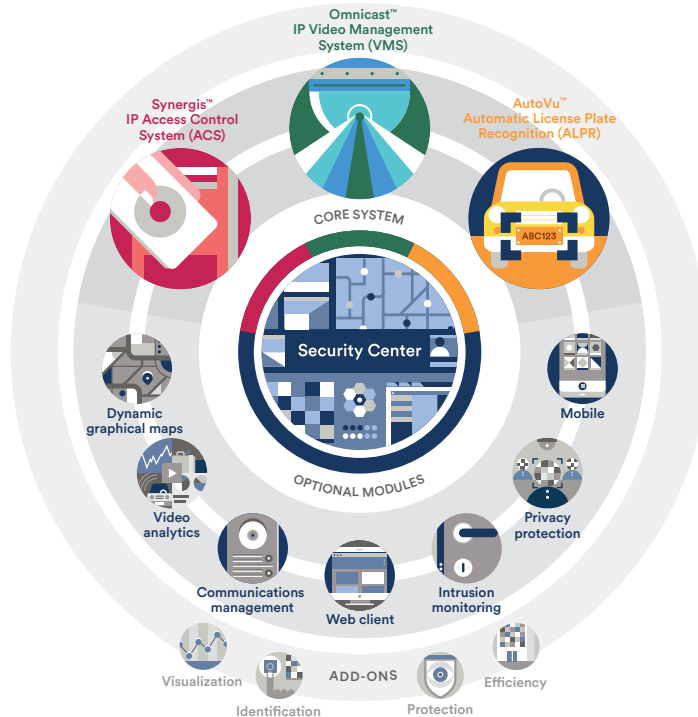 Omnicast™
IP Video Management
System (VMS)
Synergis™
IP Access Control
System (ACS)
AutoVu™
Automatic License Plate
Recognition (ALPR)
ABC123
CORE SYSTEM
Security Center
OPTIONAL MODULES
Dynamic
graphical maps
Mobile
Video
analytics
Privacy
protection
Communications
management
Intrusion
monitoring
Web client
ADD-ONS
Visualization
Identification
Protection
Efficiency